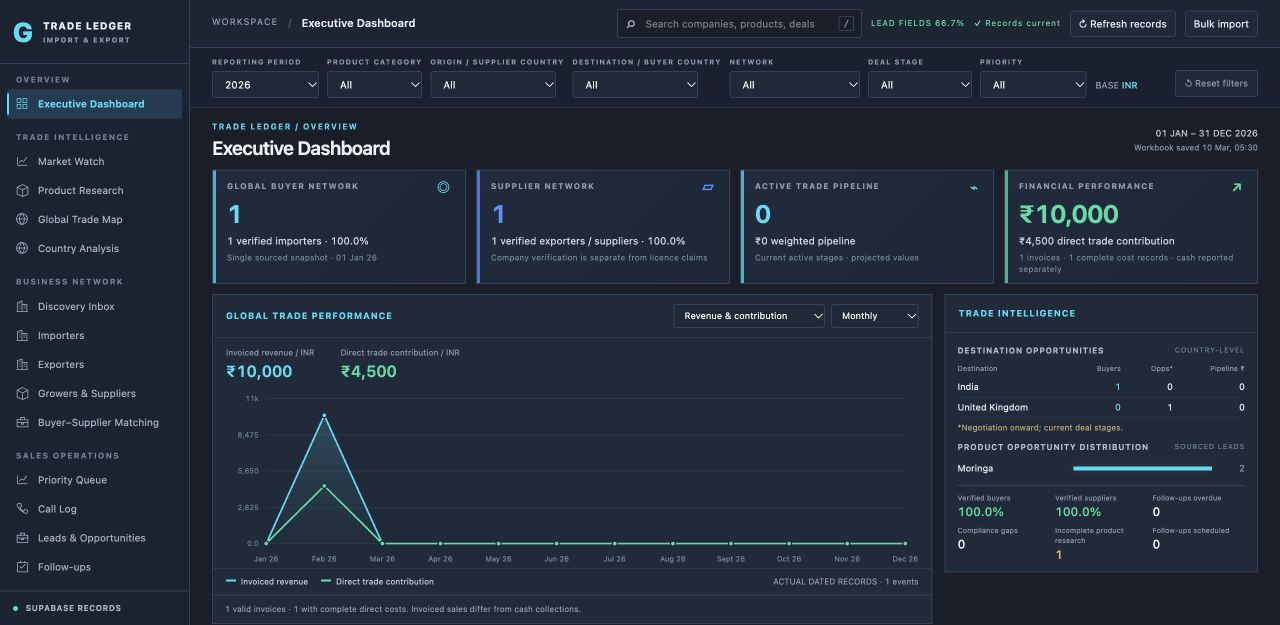 G TRADE LEDGER
IMPORT & EXPORT
OVERVIEW
Executive Dashboard
TRADE INTELLIGENCE
Market Watch
Product Research
Global Trade Map
Country Analysis
BUSINESS NETWORK
Discovery Inbox
Importers
Exporters
Growers & Suppliers
Buyer–Supplier Matching
SALES OPERATIONS
Priority Queue
Call Log
Leads & Opportunities
Follow-ups
SUPABASE RECORDS
WORKSPACE / Executive Dashboard
Search companies, products, deals /
LEAD FIELDS 66.7% ✓ Records current
↻ Refresh records
Bulk import
REPORTING PERIOD PRODUCT CATEGORY ORIGIN / SUPPLIER COUNTRY DESTINATION / BUYER COUNTRY NETWORK DEAL STAGE PRIORITY
2026 All All All All All All BASE INR ↺ Reset filters
TRADE LEDGER / OVERVIEW
Executive Dashboard
01 JAN – 31 DEC 2026
Workbook saved 10 Mar, 05:30
GLOBAL BUYER NETWORK
1
1 verified importers · 100.0%
Single sourced snapshot · 01 Jan 26
SUPPLIER NETWORK
1
1 verified exporters / suppliers · 100.0%
Company verification is separate from licence claims
ACTIVE TRADE PIPELINE
0
₹0 weighted pipeline
Current active stages · projected values
FINANCIAL PERFORMANCE
₹10,000
₹4,500 direct trade contribution
1 invoices · 1 complete cost records · cash reported
separately
GLOBAL TRADE PERFORMANCE
Revenue & contribution
Monthly
Invoiced revenue / INR Direct trade contribution / INR
₹10,000 ₹4,500
11k
8,475
5,650
2,825
0.0
Jan 26 Feb 26 Mar 26 Apr 26 May 26 Jun 26 Jul 26 Aug 26 Sept 26 Oct 26 Nov 26 Dec 26
Invoiced revenue Direct trade contribution ACTUAL DATED RECORDS · 1 events
1 valid invoices · 1 with complete direct costs. Invoiced sales differ from cash collections.
TRADE INTELLIGENCE
DESTINATION OPPORTUNITIES COUNTRY-LEVEL
Destination Buyers Opps* Pipeline ₹
India 1 0 0
United Kingdom 0 1 0
*Negotiation onward; current deal stages.
PRODUCT OPPORTUNITY DISTRIBUTION SOURCED LEADS
Moringa 2
Verified buyers Verified suppliers Follow-ups overdue
100.0% 100.0% 0
Compliance gaps Incomplete product research Follow-ups scheduled
0 1 0